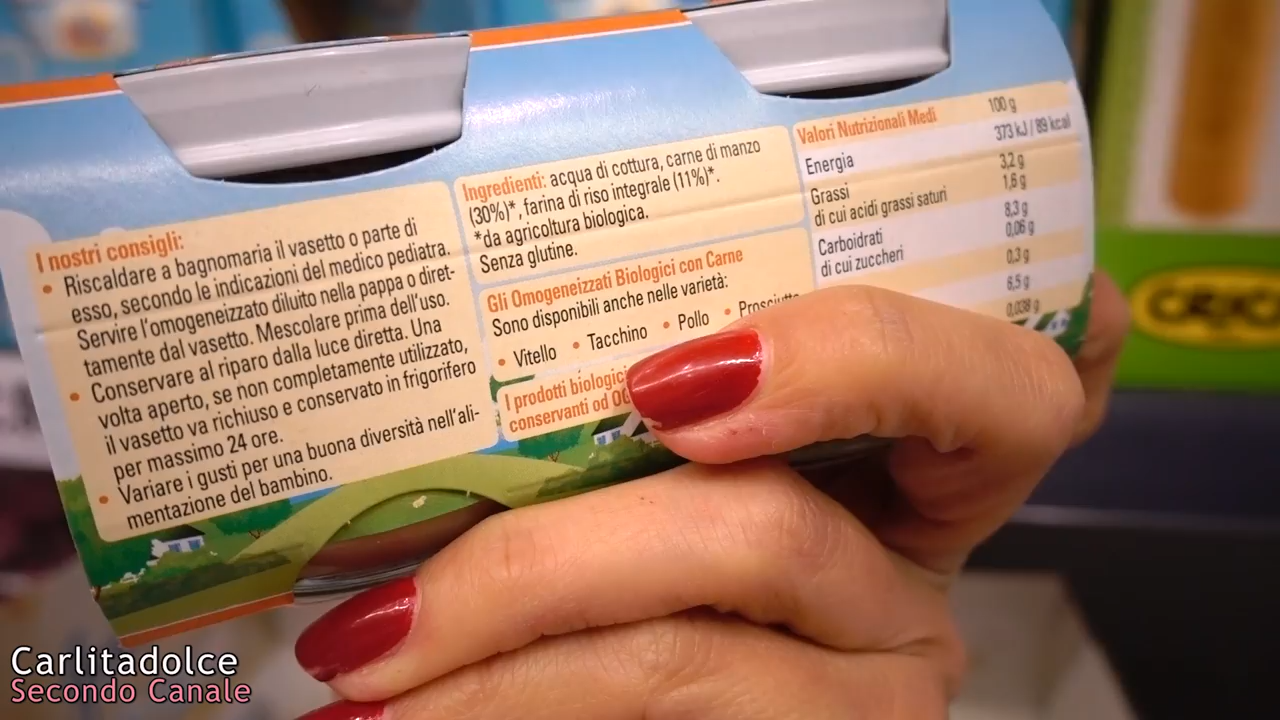 I nostri consigli:
• Riscaldare a bagnomaria il vasetto o parte di
esso, secondo le indicazioni del medico pediatra.
Servire l'omogeneizzato diluito nella pappa o diret-
tamente dal vasetto. Mescolare prima dell'uso.
• Conservare al riparo dalla luce diretta. Una
volta aperto, se non completamente utilizzato,
il vasetto va richiuso e conservato in frigorifero
per massimo 24 ore.
• Variare i gusti per una buona diversità nell'ali-
mentazione del bambino.
Ingredienti: acqua di cottura, carne di manzo
(30%)*, farina di riso integrale (11%)*.
*da agricoltura biologica.
Senza glutine.
Gli Omogeneizzati Biologici con Carne
Sono disponibili anche nelle varietà:
• Vitello • Tacchino • Pollo • Prosciutto
I prodotti biologici
conservanti od
Valori Nutrizionali Medi 100 g
Energia 373 kJ / 89 kcal
Grassi 3,2 g
di cui acidi grassi saturi 1,6 g
Carboidrati 8,3 g
di cui zuccheri 0,06 g
0,3 g
6,5 g
0,038 g
Carlitadolce
Secondo Canale